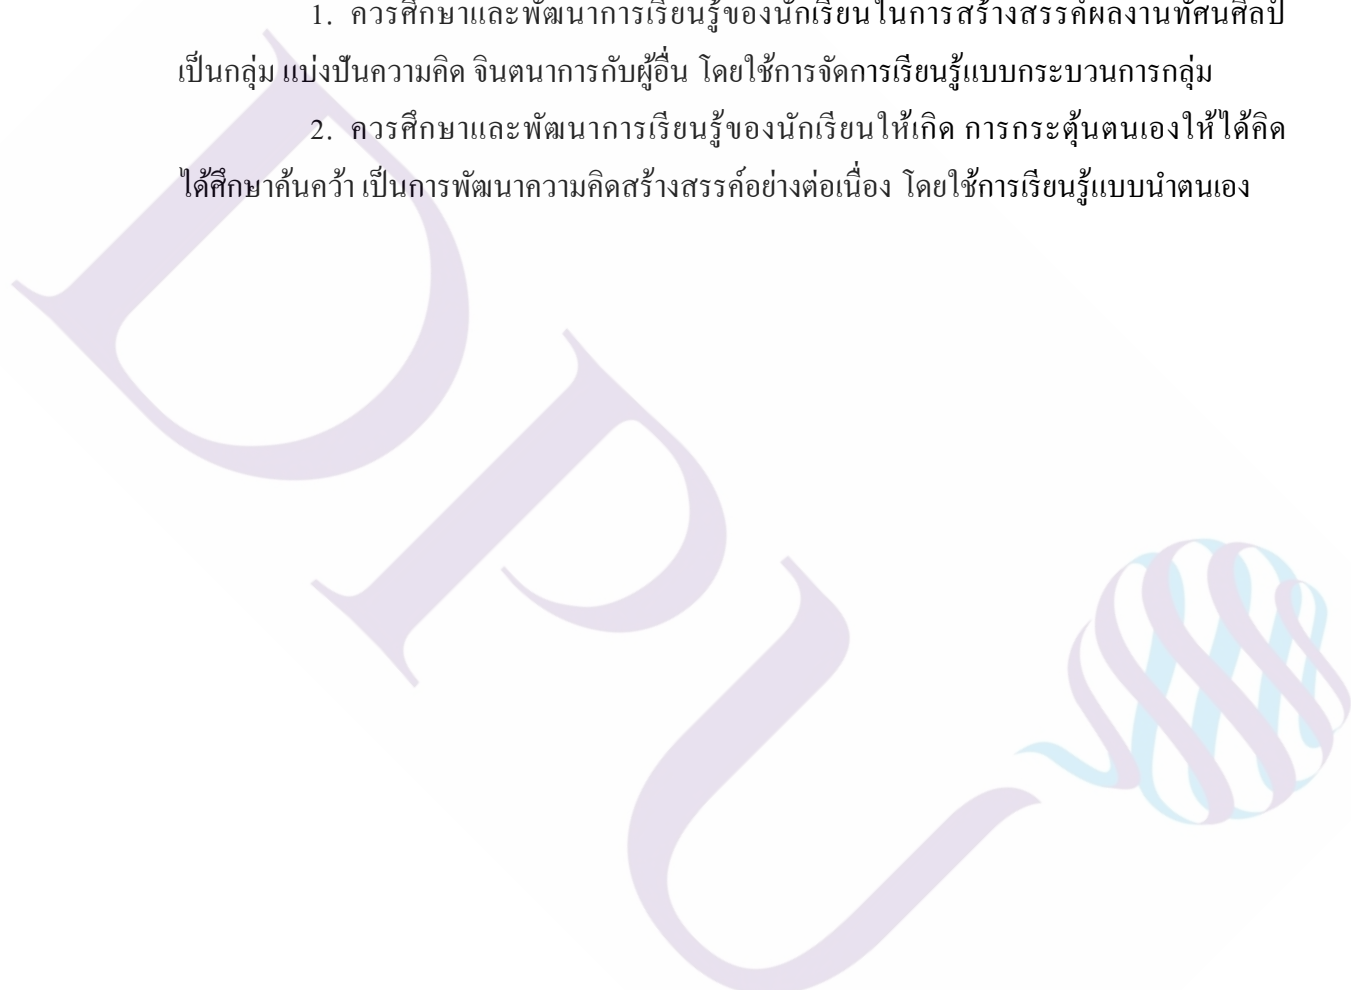 1. ควรศึกษาและพัฒนาการเรียนรู้ของนักเรียนในการสร้างสรรค์ผลงานทัศนศิลป์
เป็นกลุ่ม แบ่งปันความคิด จินตนาการกับผู้อื่น โดยใช้การจัดการเรียนรู้แบบกระบวนการกลุ่ม
2. ควรศึกษาและพัฒนาการเรียนรู้ของนักเรียนให้เกิด การกระตุ้นตนเองให้ได้คิด
ได้ศึกษาค้นคว้า เป็นการพัฒนาความคิดสร้างสรรค์อย่างต่อเนื่อง โดยใช้การเรียนรู้แบบนำตนเอง
DPU